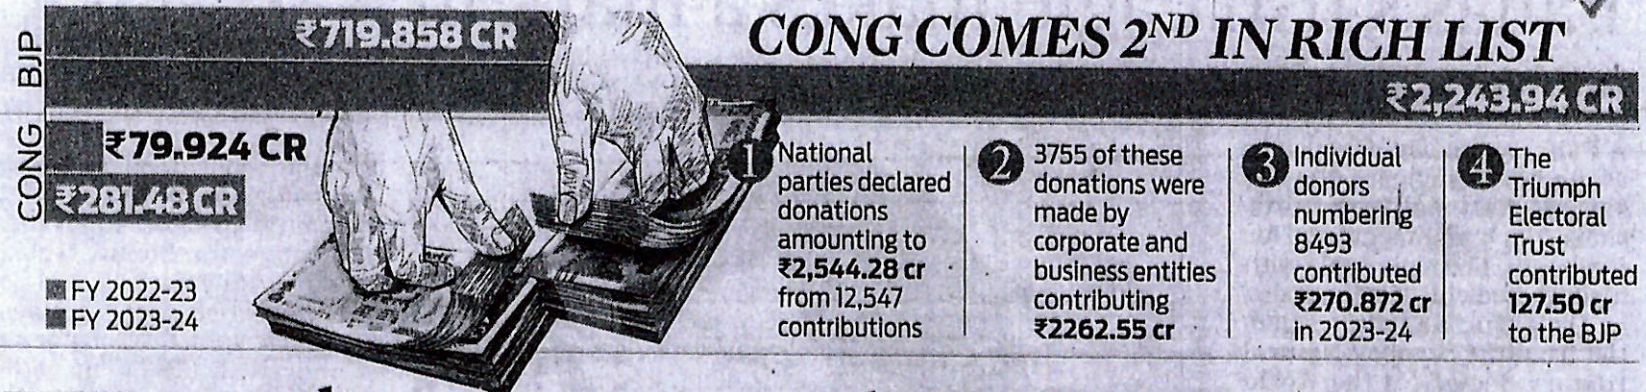 CONG COMES 2ND IN RICH LIST
BJP
₹719.858 CR
₹2,243.94 CR
CONG
₹79.924 CR
₹281.48 CR
FY 2022-23
FY 2023-24
1 National
parties declared
donations
amounting to
₹2,544.28 cr
from 12,547
contributions
2 3755 of these
donations were
made by
corporate and
business entities
contributing
₹2262.55 cr
3 Individual
donors
numbering
8493
contributed
₹270.872 cr
in 2023-24
4 The
Triumph
Electoral
Trust
contributed
127.50 cr
to the BJP